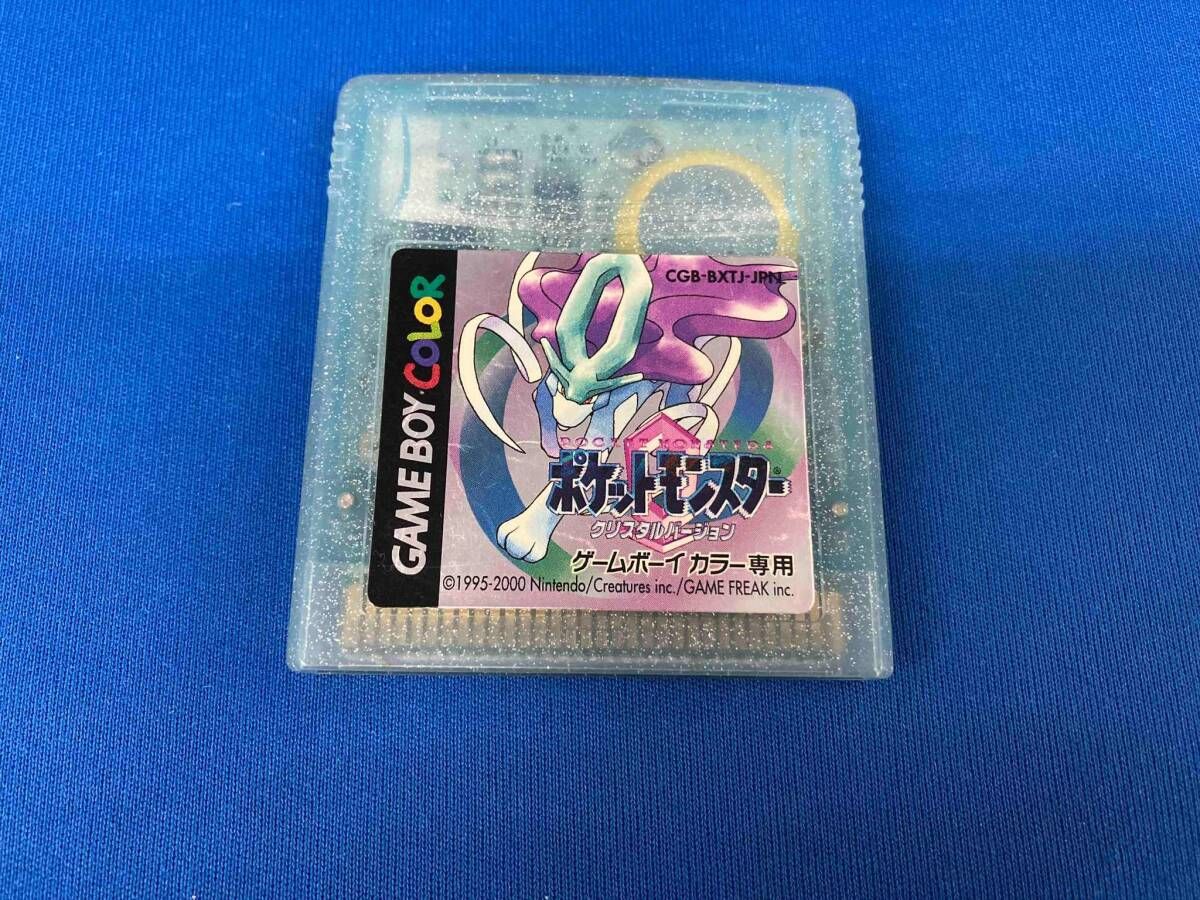 GAME BOY COLOR
CGB-BXTJ-JPN
POCKET MONSTERS
ポケットモンスター®
クリスタルバージョン
ゲームボーイ カラー専用
©1995-2000 Nintendo/Creatures inc./GAME FREAK inc.